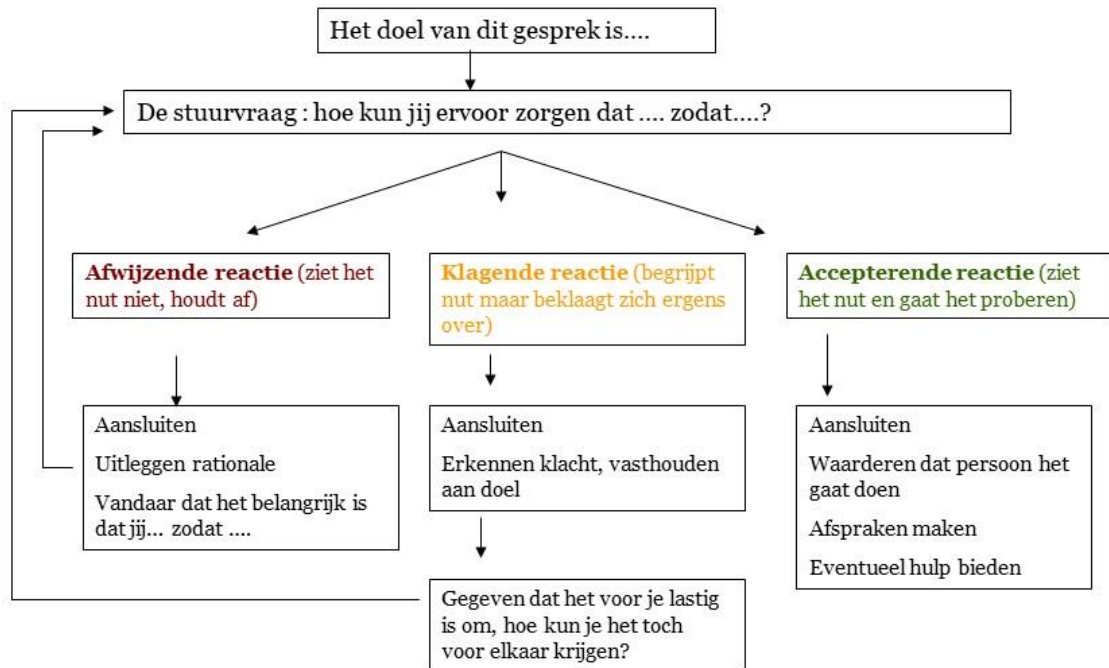 Het doel van dit gesprek is....
De stuurvraag : hoe kun jij ervoor zorgen dat .... zodat....?
Afwijzende reactie (ziet het
nut niet, houdt af)
Klagende reactie (begrijpt
nut maar beklaagt zich ergens
over)
Accepterende reactie (ziet
het nut en gaat het proberen)
Aansluiten
Uitleggen rationale
Vandaar dat het belangrijk is
dat jij... zodat ....
Aansluiten
Erkennen klacht, vasthouden
aan doel
Aansluiten
Waarderen dat persoon het
gaat doen
Afspraken maken
Eventueel hulp bieden
Gegeven dat het voor je lastig
is om, hoe kun je het toch
voor elkaar krijgen?